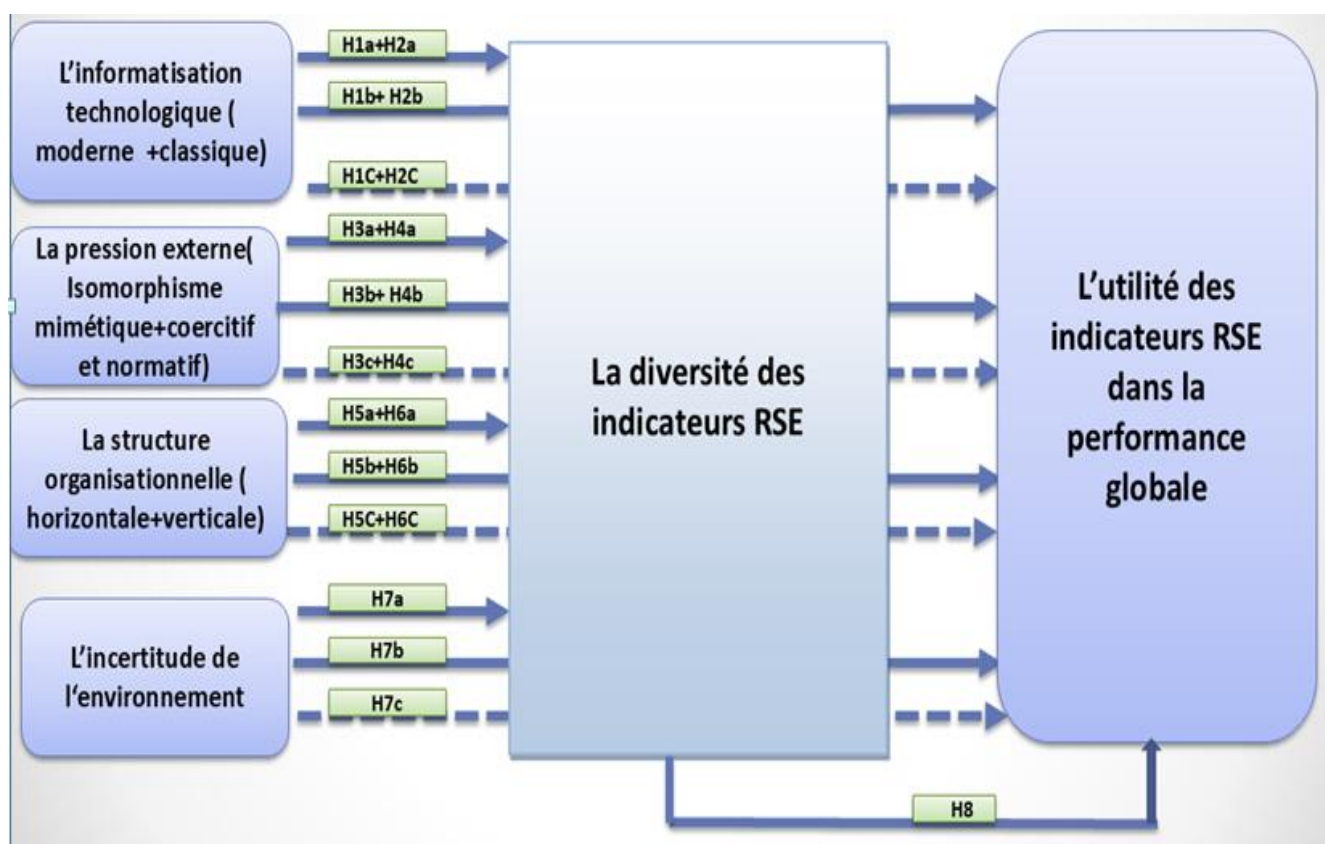 L'informatisation
technologique (
moderne +classique)
H1a+H2a
H1b+ H2b
H1C+H2C
La pression externe(
Isomorphisme
mimétique+coercitif
et normatif)
H3a+H4a
H3b+ H4b
H3c+H4c
La structure
organisationnelle (
horizontale+verticale)
H5a+H6a
H5b+H6b
H5C+H6C
L'incertitude de
l'environnement
H7a
H7b
H7c
La diversité des
indicateurs RSE
L'utilité des
indicateurs RSE
dans la
performance
globale
H8